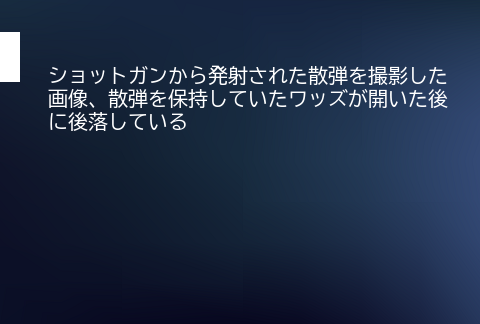 ショットガンから発射された散弾を撮影した
画像、散弾を保持していたワッズが開いた後
に後落している